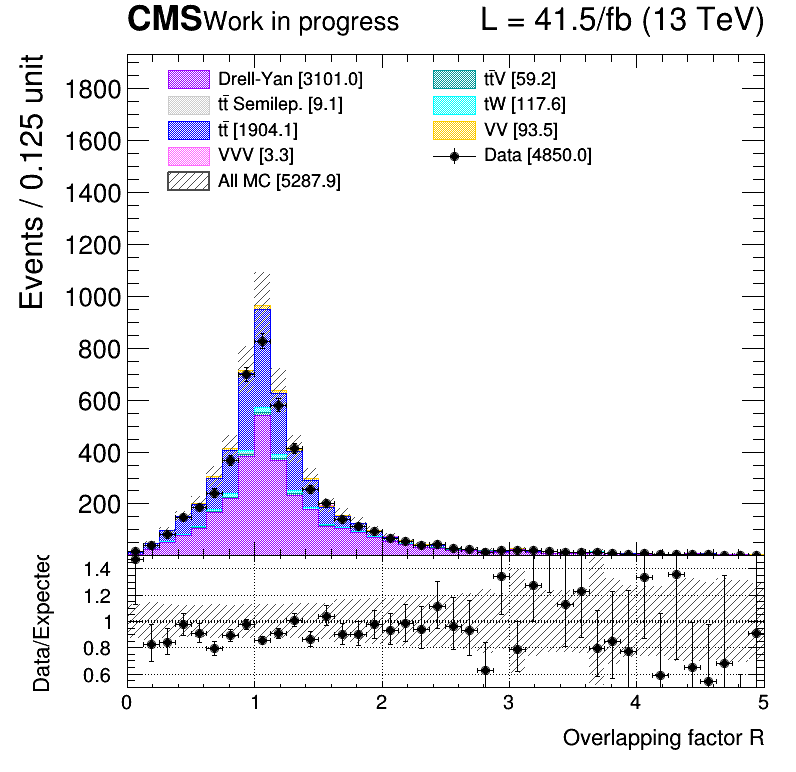 CMS Work in progress L = 41.5/fb (13 TeV)
Events / 0.125 unit
1800
1600
1400
1200
1000
800
600
400
200
Drell-Yan [3101.0]
tt̄ Semilep. [9.1]
tt̄ [1904.1]
VVV [3.3]
All MC [5287.9]
tt̄V [59.2]
tW [117.6]
VV [93.5]
Data [4850.0]
Data/Expected
1.4
1.2
1
0.8
0.6
0 1 2 3 4 5
Overlapping factor R